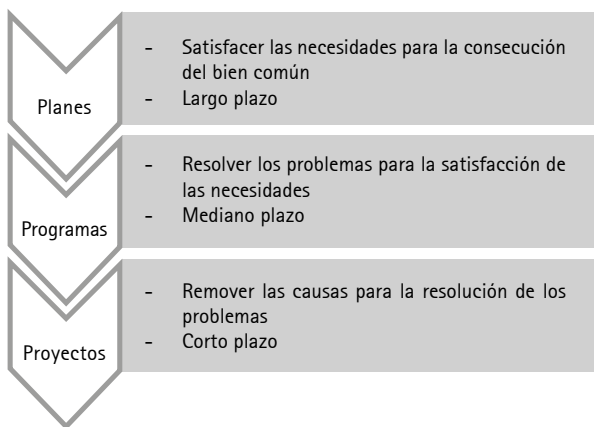 Planes
- Satisfacer las necesidades para la consecución
del bien común
- Largo plazo
Programas
- Resolver los problemas para la satisfacción de
las necesidades
- Mediano plazo
Proyectos
- Remover las causas para la resolución de los
problemas
- Corto plazo